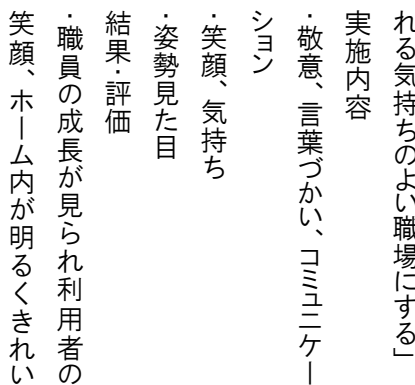 れる気持ちのよい職場にする」
実施内容
・敬意、言葉づかい、コミュニケー
ション
・笑顔、気持ち
・姿勢見た目
結果・評価
・職員の成長が見られ利用者の
笑顔、ホーム内が明るくきれい